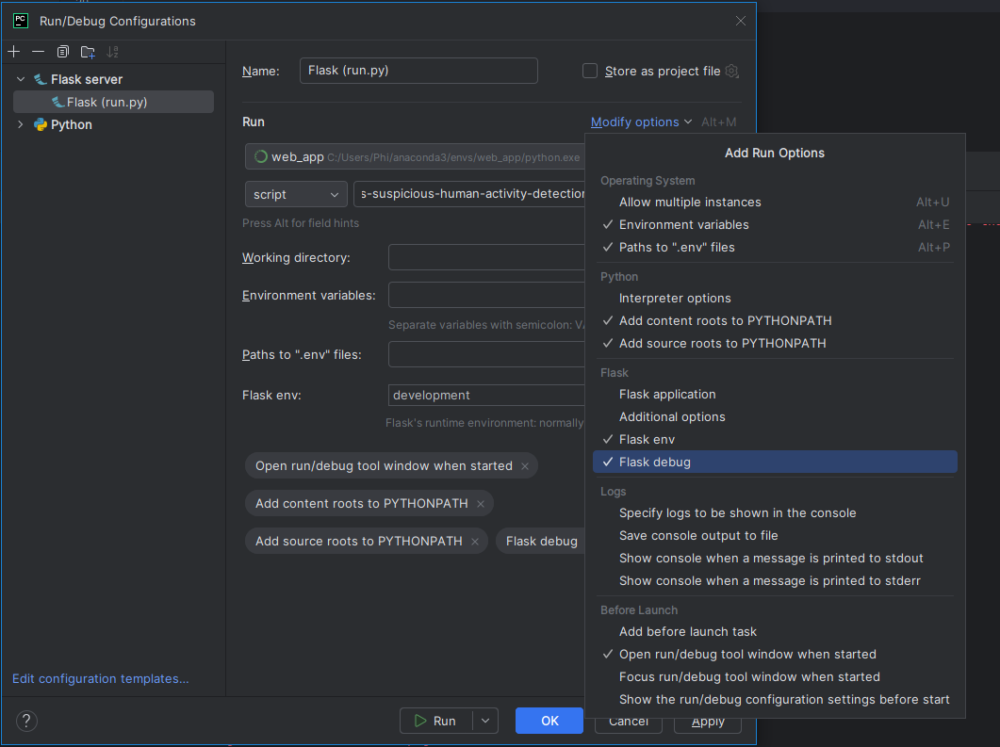 PC
Run/Debug Configurations
Flask server
Flask (run.py)
Python
Name:
Flask (run.py)
Store as project file
Run
Modify options
Alt+M
web_app C:/Users/Phi/anaconda3/envs/web_app/python.exe
script
s-suspicious-human-activity-detection
Press Alt for field hints
Working directory:
Environment variables:
Separate variables with semicolon:
Paths to ".env" files:
Flask env:
development
Flask's runtime environment: normally
Open run/debug tool window when started
Add content roots to PYTHONPATH
Add source roots to PYTHONPATH
Flask debug
Edit configuration templates...
?
Run
OK
Cancel
Apply
Add Run Options
Operating System
Allow multiple instances Alt+U
Environment variables Alt+E
Paths to ".env" files Alt+P
Python
Interpreter options
Add content roots to PYTHONPATH
Add source roots to PYTHONPATH
Flask
Flask application
Additional options
Flask env
Flask debug
Logs
Specify logs to be shown in the console
Save console output to file
Show console when a message is printed to stdout
Show console when a message is printed to stderr
Before Launch
Add before launch task
Open run/debug tool window when started
Focus run/debug tool window when started
Show the run/debug configuration settings before start